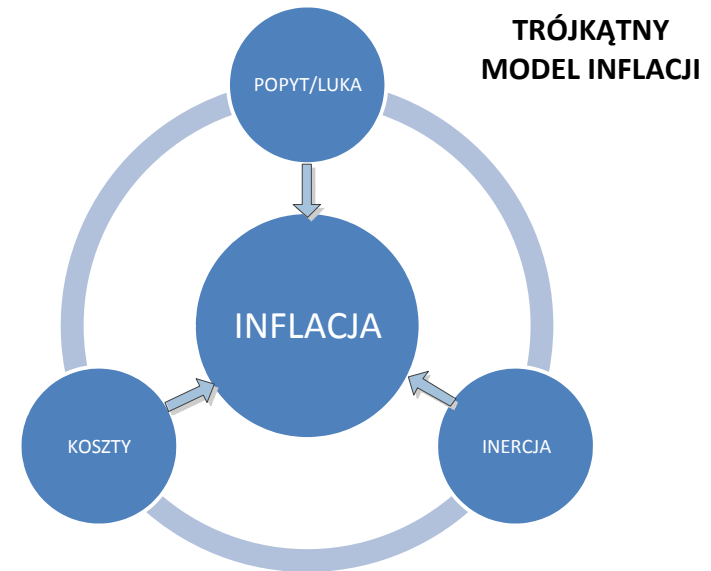 TRÓJKĄTNY
MODEL INFLACJI
POPYT/LUKA
INFLACJA
KOSZTY
INERCJA